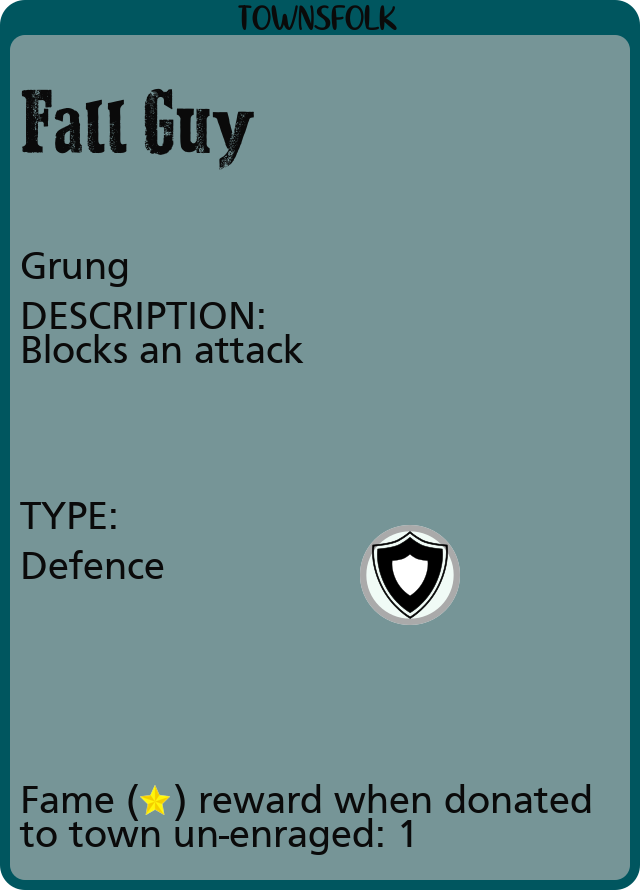 TOWNSFOLK
Fall Guy
Grung
DESCRIPTION:
Blocks an attack
TYPE:
Defence
Fame (⭐) reward when donated
to town un-enraged: 1